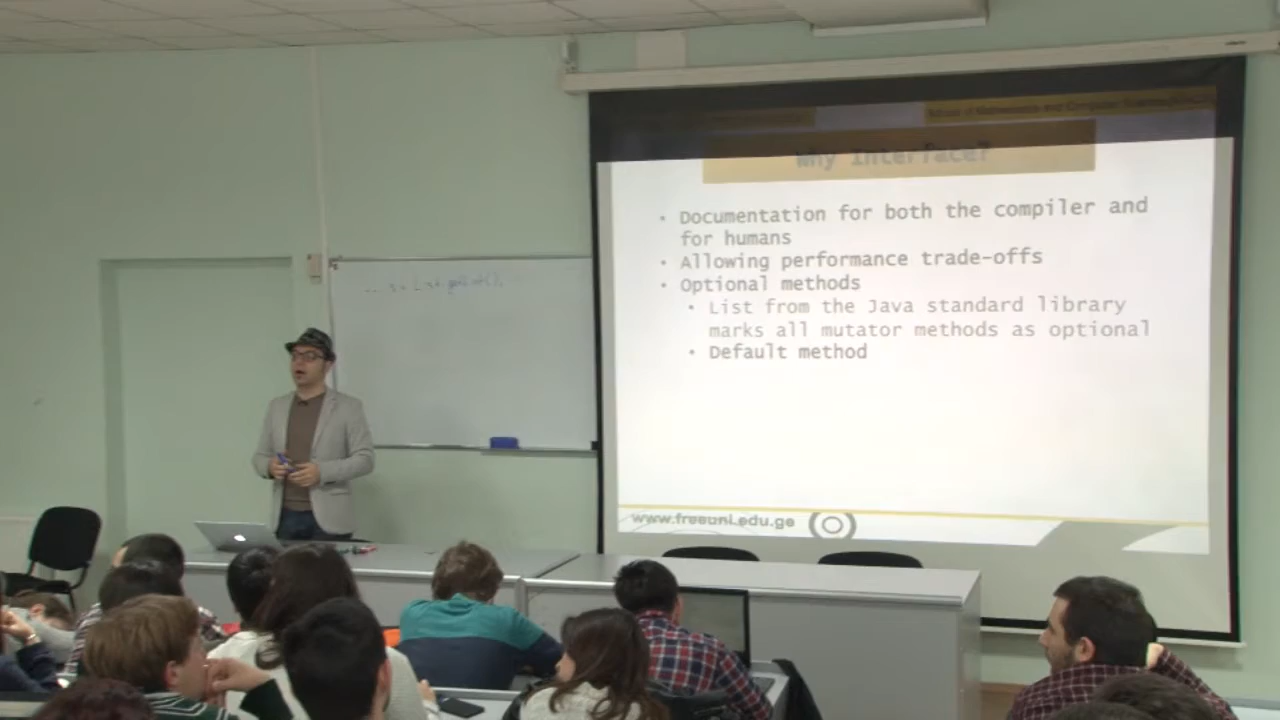 Why Interface?
• Documentation for both the compiler and
for humans
• Allowing performance trade-offs
• Optional methods
• List from the Java standard library
marks all mutator methods as optional
• Default method
www.freeuni.edu.ge